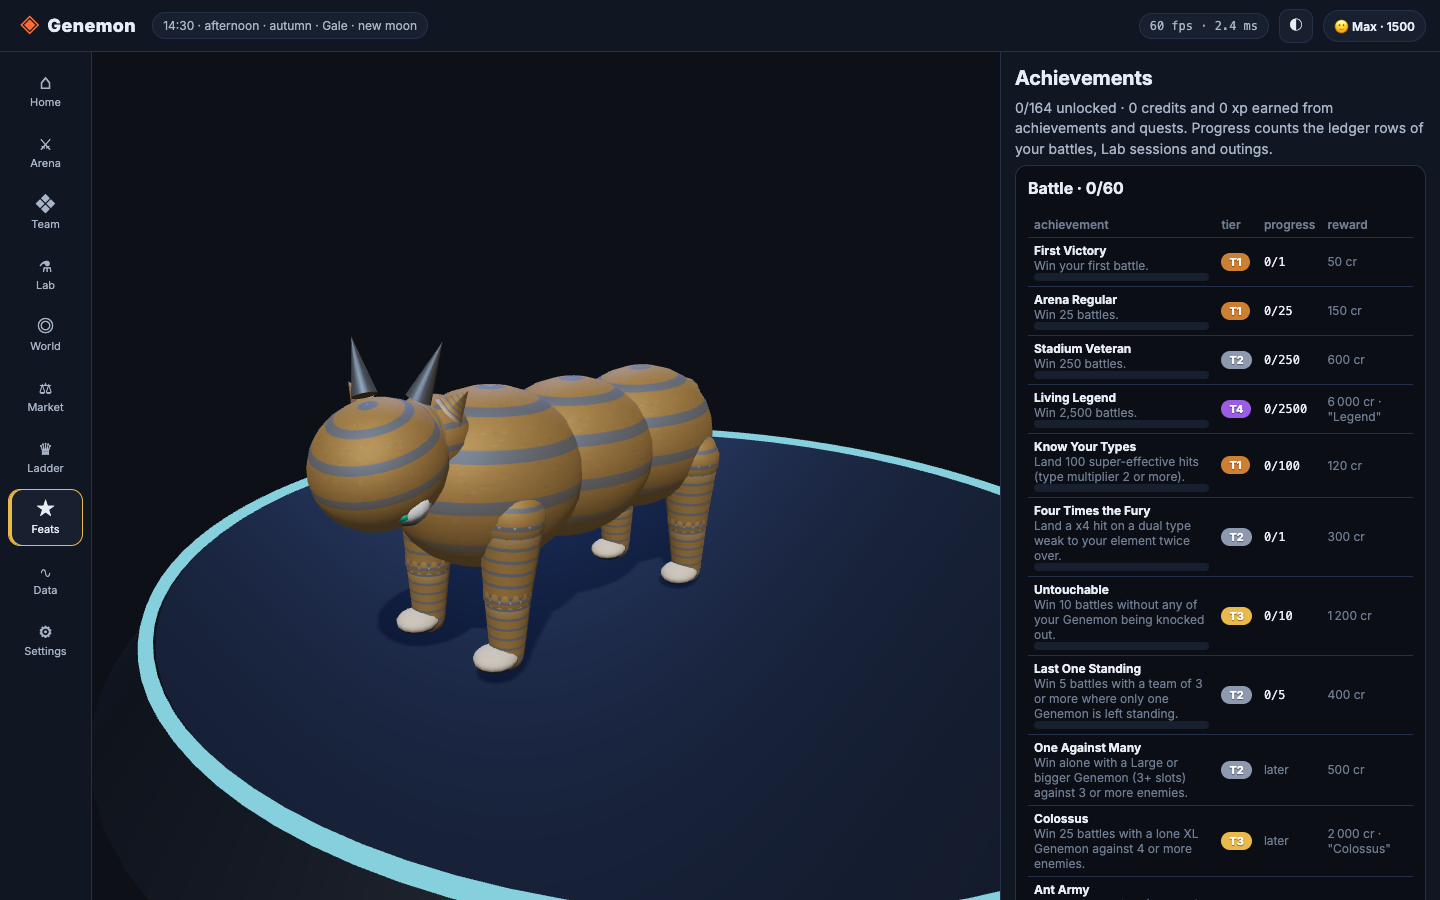 Genemon
14:30 · afternoon · autumn · Gale · new moon
60 fps · 2.4 ms
Max · 1500
Home
Arena
Team
Lab
World
Market
Ladder
Feats
Data
Settings
Achievements
0/164 unlocked · 0 credits and 0 xp earned from
achievements and quests. Progress counts the ledger rows of
your battles, Lab sessions and outings.
Battle · 0/60
achievement tier progress reward
First Victory
Win your first battle.
T1 0/1 50 cr
Arena Regular
Win 25 battles.
T1 0/25 150 cr
Stadium Veteran
Win 250 battles.
T2 0/250 600 cr
Living Legend
Win 2,500 battles.
T4 0/2500 6 000 cr ·
"Legend"
Know Your Types
Land 100 super-effective hits
(type multiplier 2 or more).
T1 0/100 120 cr
Four Times the Fury
Land a x4 hit on a dual type
weak to your element twice
over.
T2 0/1 300 cr
Untouchable
Win 10 battles without any of
your Genemon being knocked
out.
T3 0/10 1 200 cr
Last One Standing
Win 5 battles with a team of 3
or more where only one
Genemon is left standing.
T2 0/5 400 cr
One Against Many
Win alone with a Large or
bigger Genemon (3+ slots)
against 3 or more enemies.
T2 later 500 cr
Colossus
Win 25 battles with a lone XL
Genemon against 4 or more
enemies.
T3 later 2 000 cr ·
"Colossus"
Ant Army